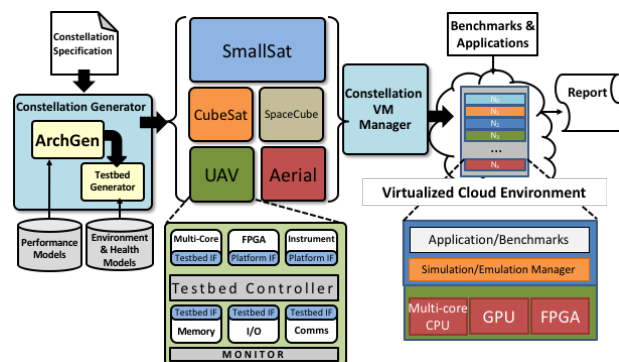 Constellation
Specification
Constellation Generator
ArchGen
Testbed
Generator
Performance
Models
Environment
& Health
Models
SmallSat
CubeSat
SpaceCube
UAV
Aerial
Multi-Core
FPGA
Instrument
Testbed IF
Platform IF
Platform IF
Testbed Controller
Testbed IF
Testbed IF
Testbed IF
Memory
I/O
Comms
MONITOR
Constellation
VM
Manager
Benchmarks &
Applications
N₀
N₁
N₂
N₃
...
Report
Virtualized Cloud Environment
Application/Benchmarks
Simulation/Emulation Manager
Multi-core
CPU
GPU
FPGA